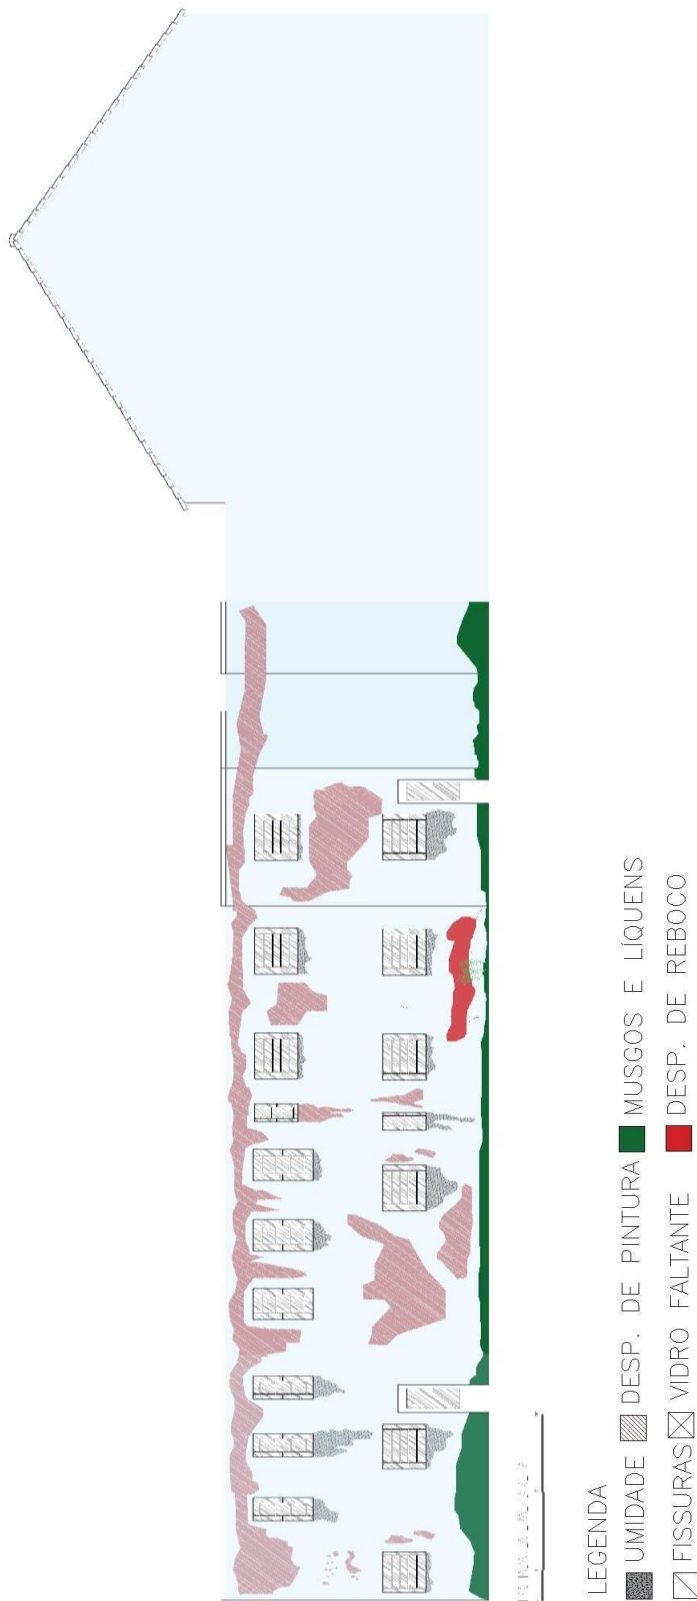 LEGENDA
UMIDADE DESP. DE PINTURA MUSGOS E LÍQUENS
FISSURAS VIDRO FALTANTE DESP. DE REBOCO